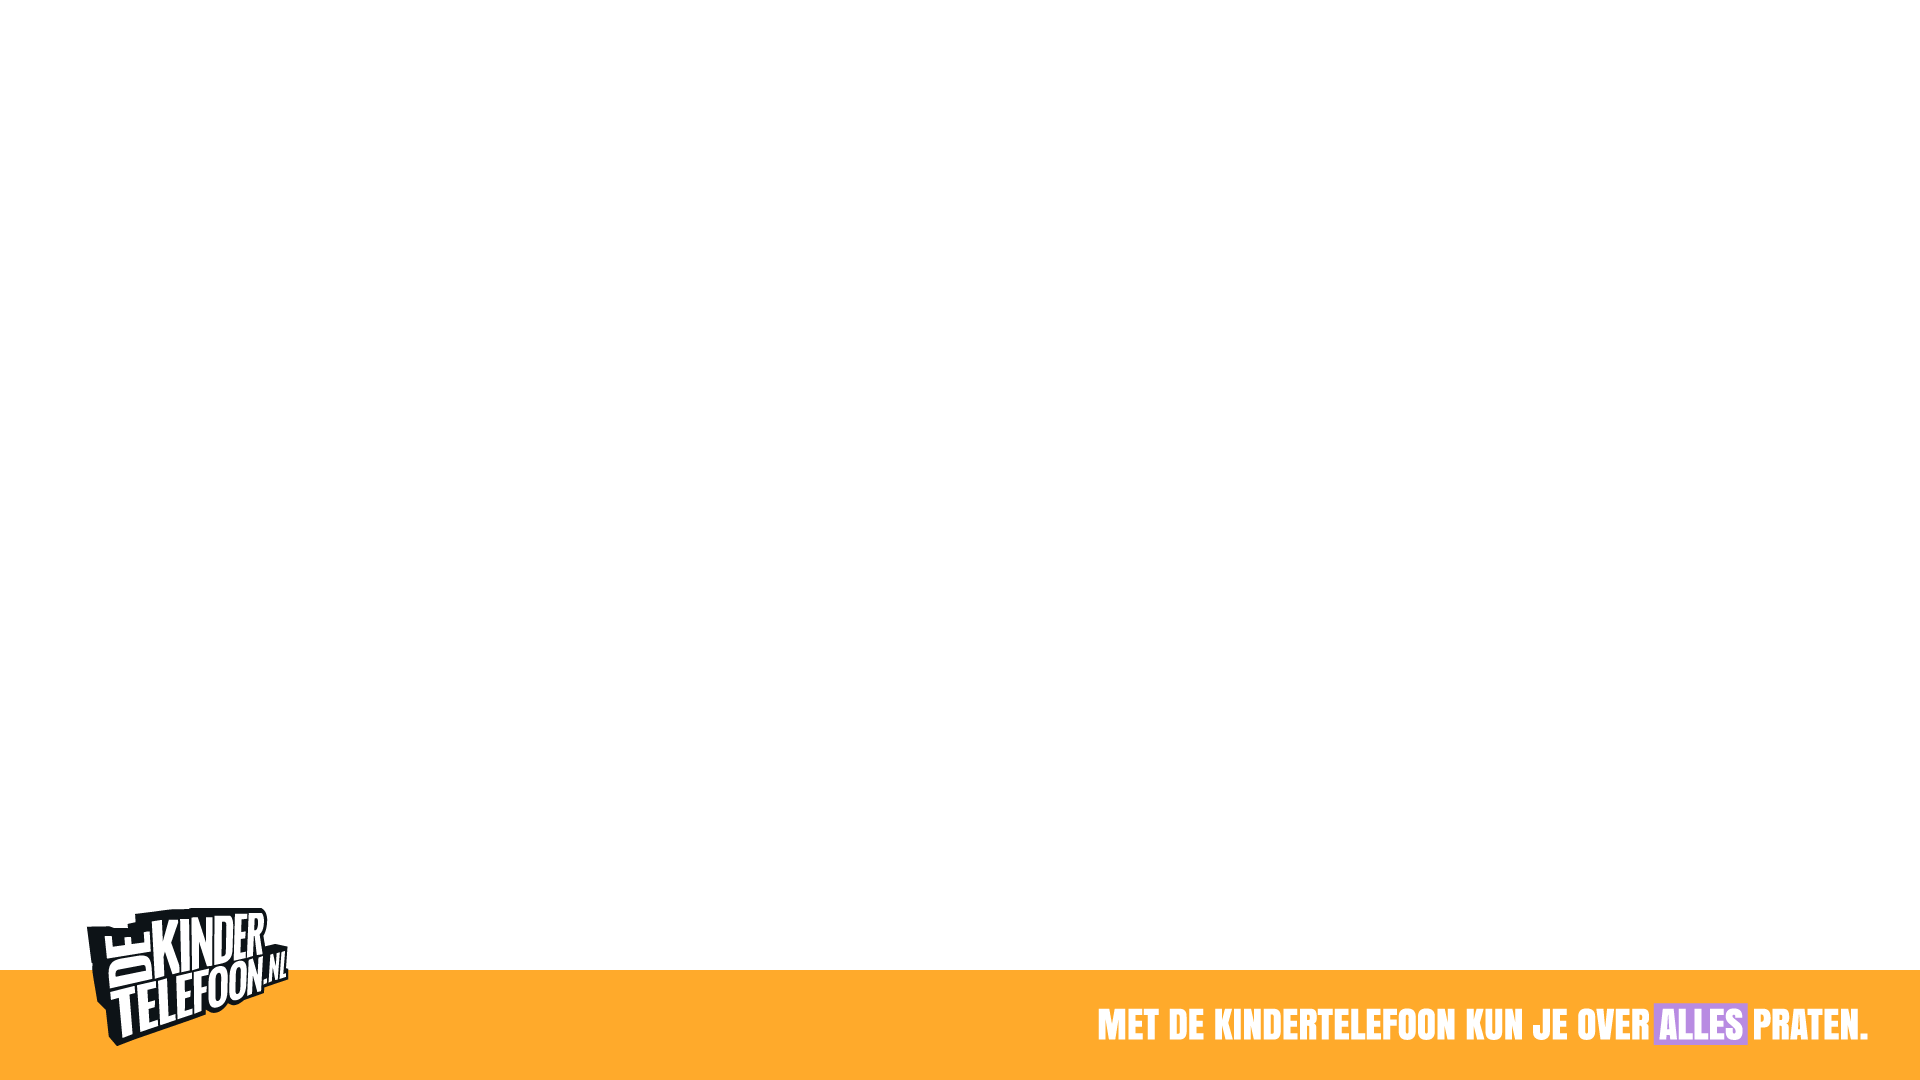 DE KINDER
TELEFOON.NL
MET DE KINDERTELEFOON KUN JE OVER ALLES PRATEN.